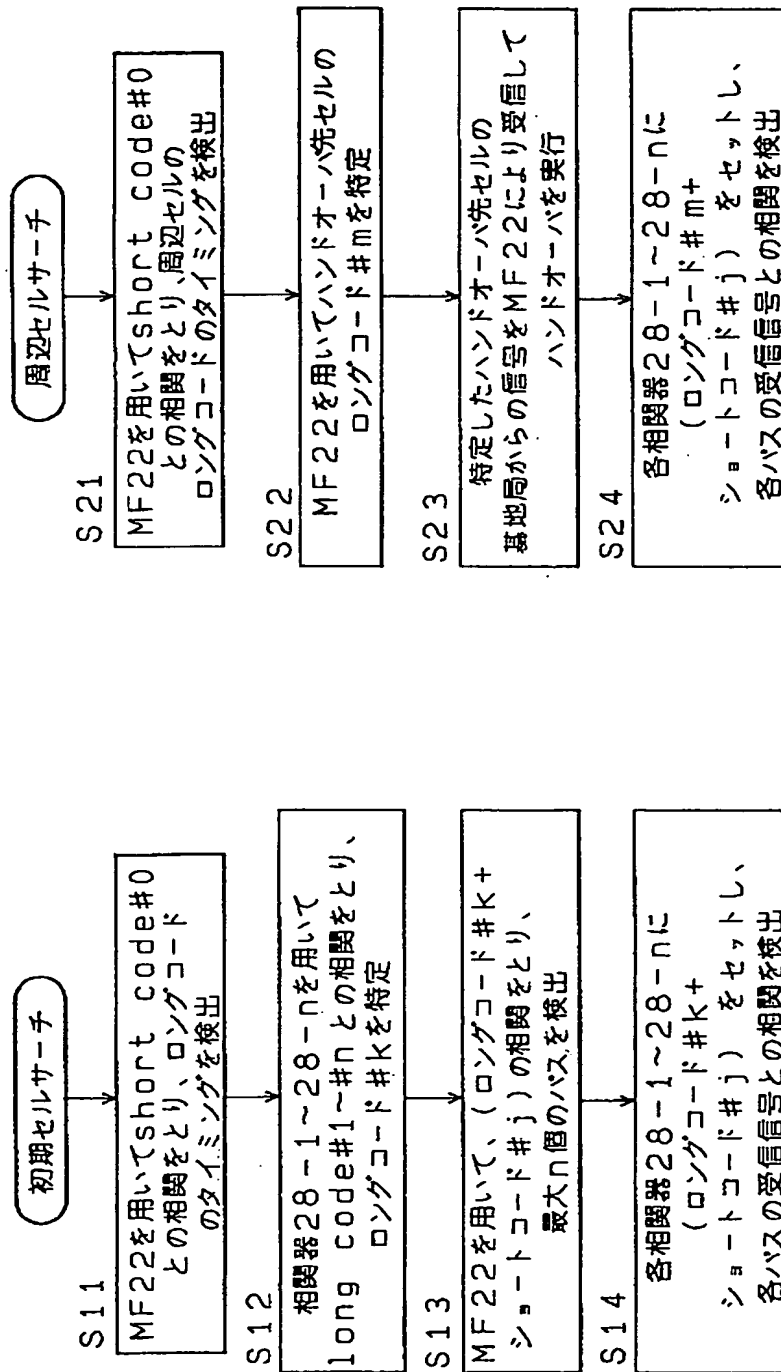 初期セルサーチ
S11
MF22を用いてshort code#0
との相関をとり、ロングコード
のタイミングを検出
S12
相関器28-1~28-nを用いて
long code#1~#nとの相関をとり、
ロングコード#kを特定
S13
MF22を用いて、(ロングコード#k+
ショートコード#j)の相関をとり、
最大n個のパスを検出
S14
各相関器28-1~28-nに
(ロングコード#k+
ショートコード#j)をセットし、
各パスの受信信号との相関を検出
周辺セルサーチ
S21
MF22を用いてshort code#0
との相関をとり、周辺セルの
ロングコードのタイミングを検出
S22
MF22を用いてハンドオーバ先セルの
ロングコード#mを特定
S23
特定したハンドオーバ先セルの
基地局からの信号をMF22により受信して
ハンドオーバを実行
S24
各相関器28-1~28-nに
(ロングコード#m+
ショートコード#j)をセットし、
各パスの受信信号との相関を検出